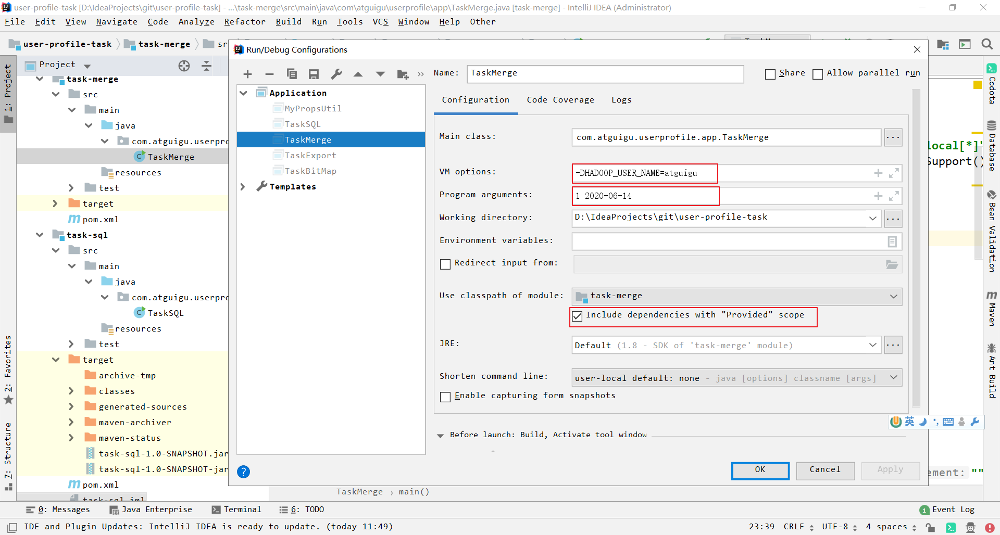 user-profile-task [D:\IdeaProjects\git\user-profile-task] - ...\task-merge\src\main\java\com\atguigu\userprofile\app\TaskMerge.java [task-merge] - IntelliJ IDEA (Administrator)
File Edit View Navigate Code Analyze Refactor Build Run Tools VCS Window Help Other
user-profile-task task-merge sr
Run/Debug Configurations
1: Project
2: Favorites
7: Structure
Project
task-merge
src
main
java
com.atguigu.userpro
TaskMerge
resources
test
target
pom.xml
task-sql
src
main
java
com.atguigu.userpro
TaskSQL
resources
test
target
archive-tmp
classes
generated-sources
maven-archiver
maven-status
task-sql-1.0-SNAPSHOT.jar
task-sql-1.0-SNAPSHOT-jar
pom.xml
task-sql.iml
Application
MyPropsUtil
TaskSQL
TaskMerge
TaskExport
TaskBitMap
Templates
Name: TaskMerge Share Allow parallel run
Configuration Code Coverage Logs
Main class: com.atguigu.userprofile.app.TaskMerge ...
VM options: -DHADOOP_USER_NAME=atguigu
Program arguments: 1 2020-06-14
Working directory: D:\IdeaProjects\git\user-profile-task ...
Environment variables:
Redirect input from:
Use classpath of module: task-merge
Include dependencies with "Provided" scope
JRE: Default (1.8 - SDK of 'task-merge' module) ...
Shorten command line: user-local default: none - java [options] classname [args]
Enable capturing form snapshots
Before launch: Build, Activate tool window
OK Cancel Apply
local[*]"
Support()
ement: ""
Codota
Database
Bean Validation
Maven
Ant Build
英
TaskMerge › main()
0: Messages Java Enterprise Terminal 6: TODO 1 Event Log
IDE and Plugin Updates: IntelliJ IDEA is ready to update. (today 11:49) 23:39 CRLF UTF-8 4 spaces